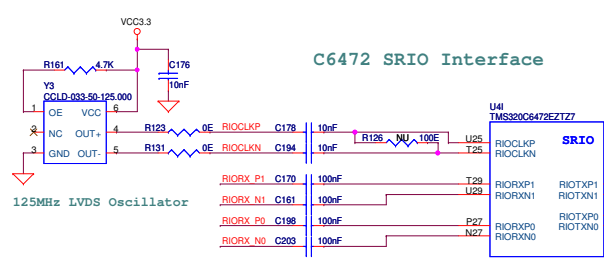 VCC3.3
R161 4.7K
C176
10nF
C6472 SRIO Interface
Y3
CCLD-033-50-125.000
1 OE VCC 6
2 NC OUT+ 4
3 GND OUT- 5
R123 0E RIOCLKP C178 10nF
R131 0E RIOCLKN C194 10nF
R126 NU 100E
U4I
TMS320C6472EZTZ7
SRIO
U25 RIOCLKP
T25 RIOCLKN
125MHz LVDS Oscillator
RIORX_P1 C170 100nF T29 RIORXP1 RIOTXP1
RIORX_N1 C161 100nF U29 RIORXN1 RIOTXN1
RIORX_P0 C198 100nF P27 RIORXP0 RIOTXP0
RIORX_N0 C203 100nF N27 RIORXN0 RIOTXN0